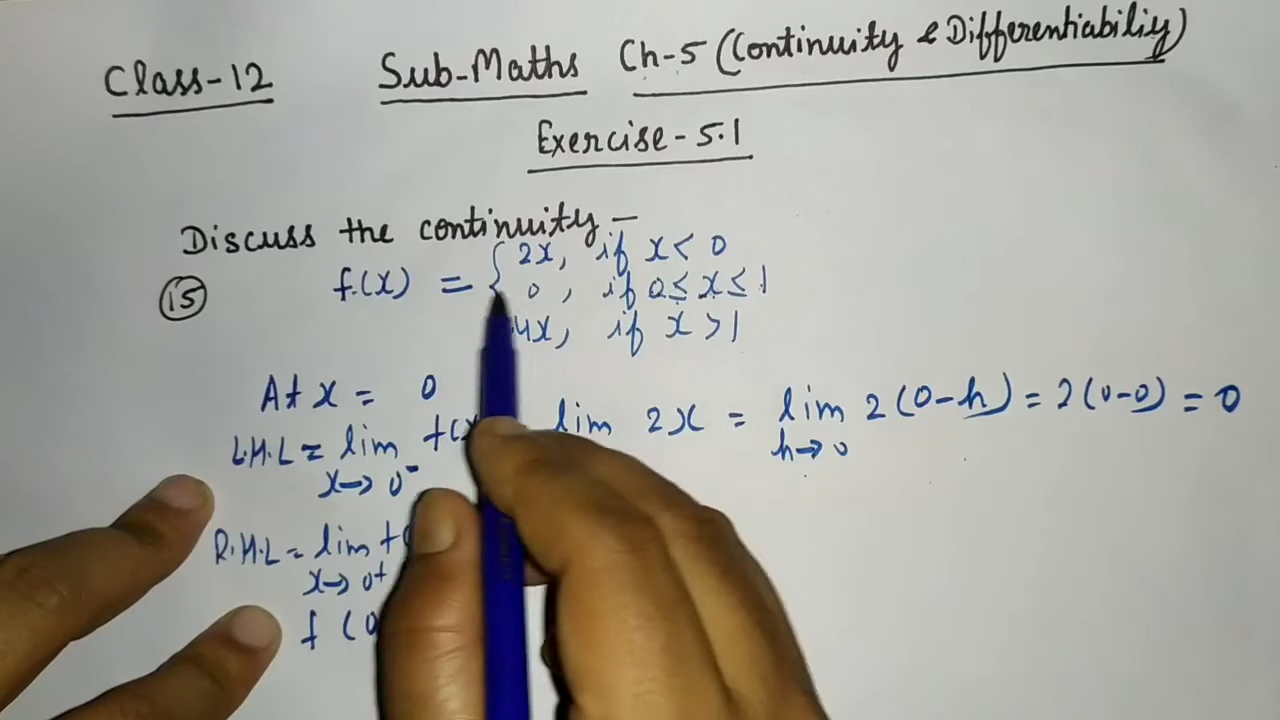 Class-12 Sub-Maths Ch-5 (Continuity & Differentiability)
Exercise-5.1
Discuss the continuity-
(15) f(x) = { 2x, if x < 0
0, if 0 ≤ x ≤ 1
4x, if x > 1
At x = 0
L.H.L = lim f(x lim 2x = lim 2(0-h) = 2(0-0) = 0
x→0⁻ h→0
R.H.L = lim f(
x→0⁺
f(0